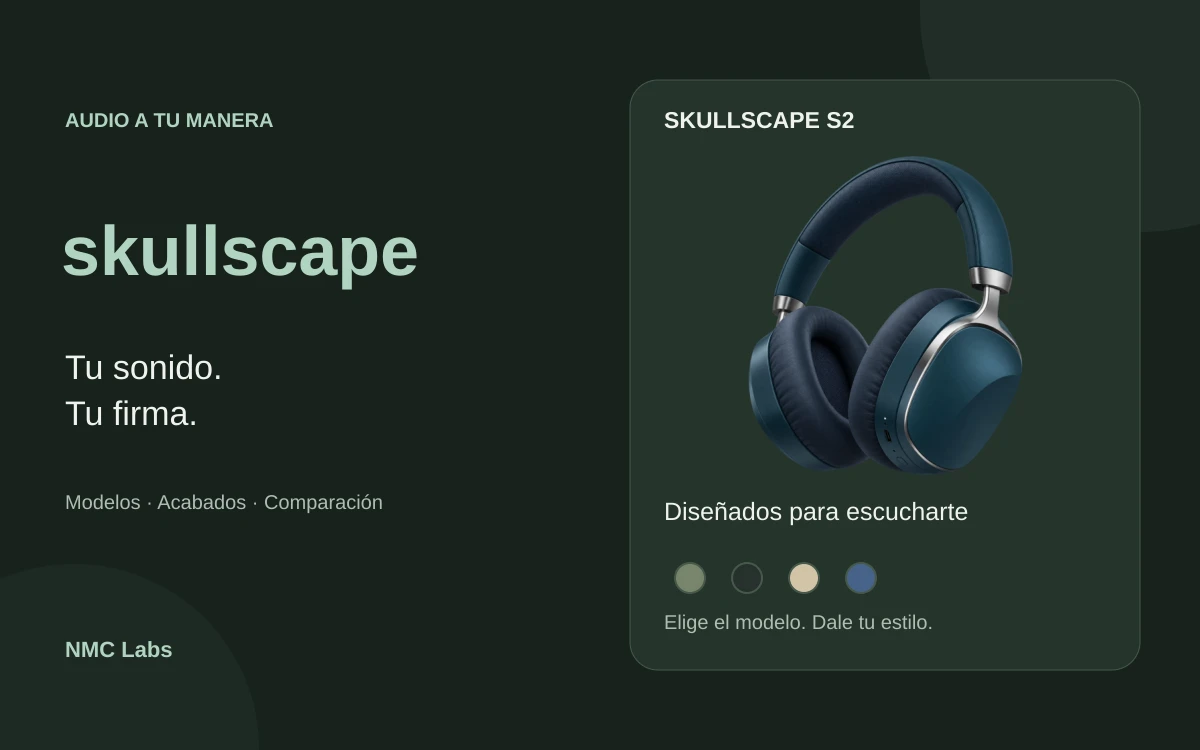 AUDIO A TU MANERA
skullscape
Tu sonido.
Tu firma.
Modelos · Acabados · Comparación
NMC Labs
SKULLSCAPE S2
Diseñados para escucharte
Elige el modelo. Dale tu estilo.